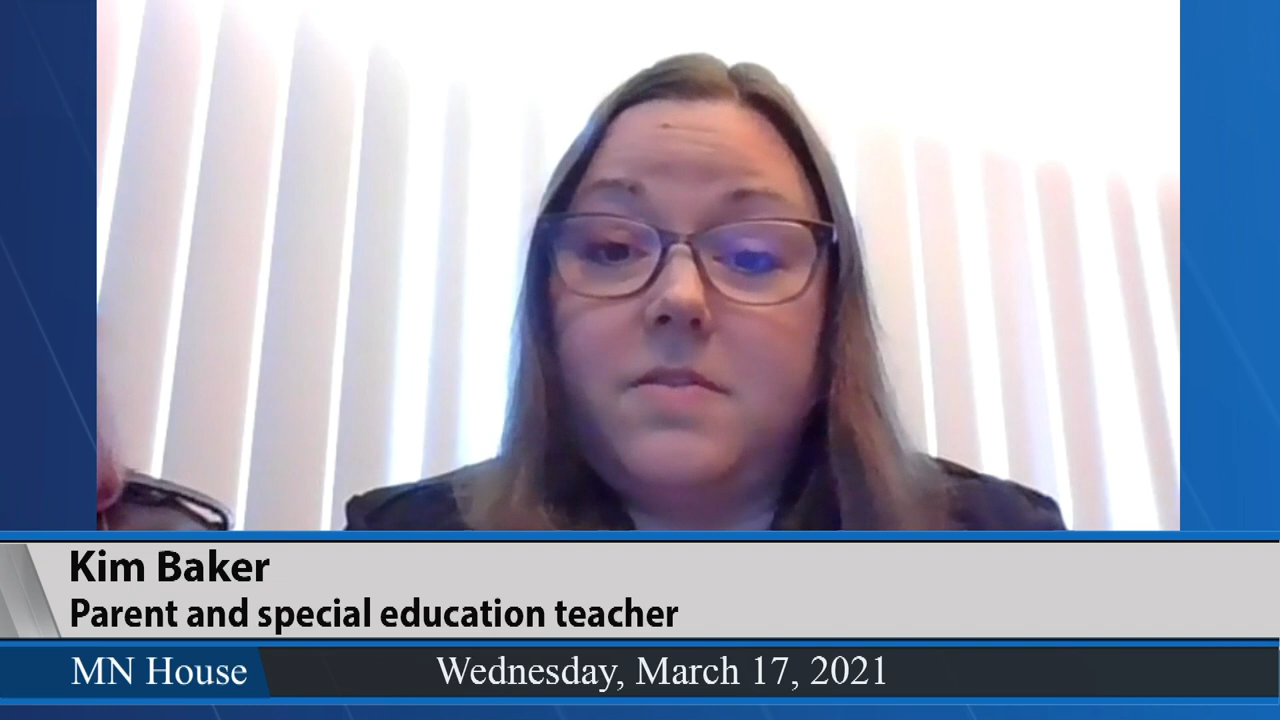 Kim Baker
Parent and special education teacher
MN House
Wednesday, March 17, 2021